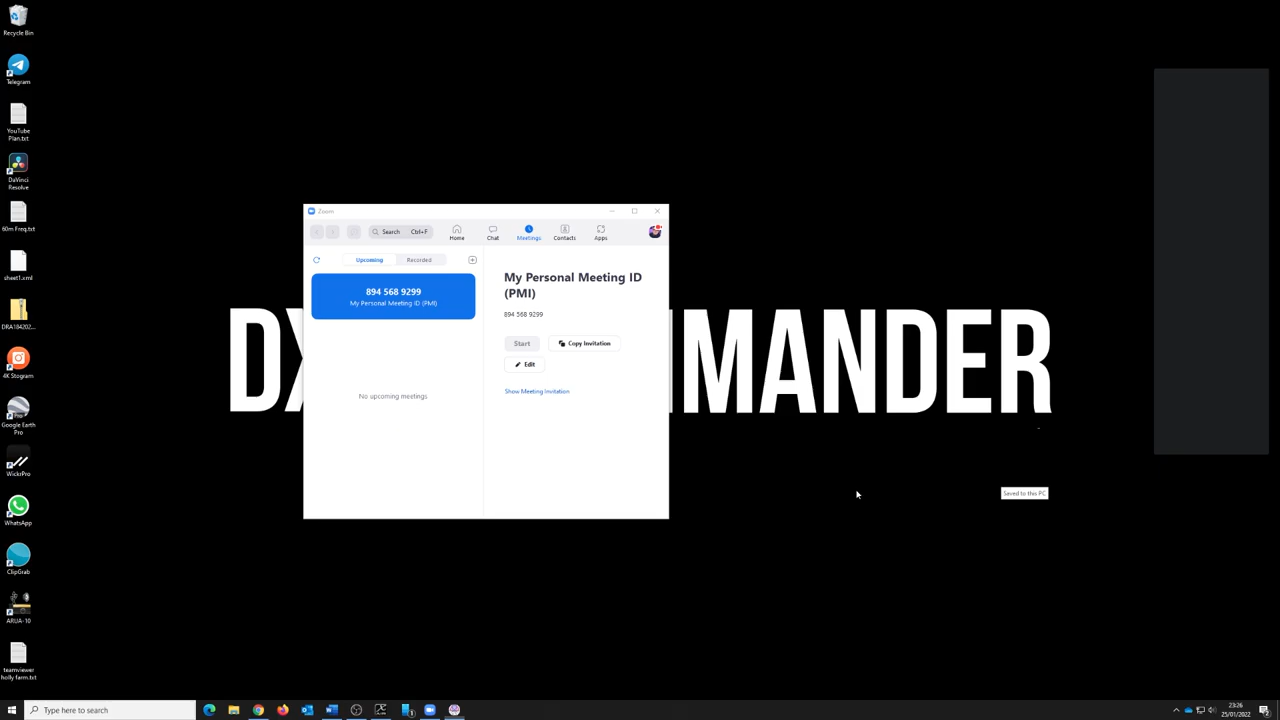 Recycle Bin
Telegram
YouTube
Plan.txt
DaVinci
Resolve
60m Freq.txt
sheet1.xml
DRA184202...
4K Stogram
Google Earth
Pro
WickrPro
WhatsApp
ClipGrab
ARUA-10
teamviewer
holly farm.txt
Zoom
Search Ctrl+F
Home
Chat
Meetings
Contacts
Apps
Upcoming
Recorded
894 568 9299
My Personal Meeting ID (PMI)
No upcoming meetings
My Personal Meeting ID
(PMI)
894 568 9299
Start
Copy Invitation
Edit
Show Meeting Invitation
MANDER
Saved to this PC
Type here to search
23:26
25/01/2022